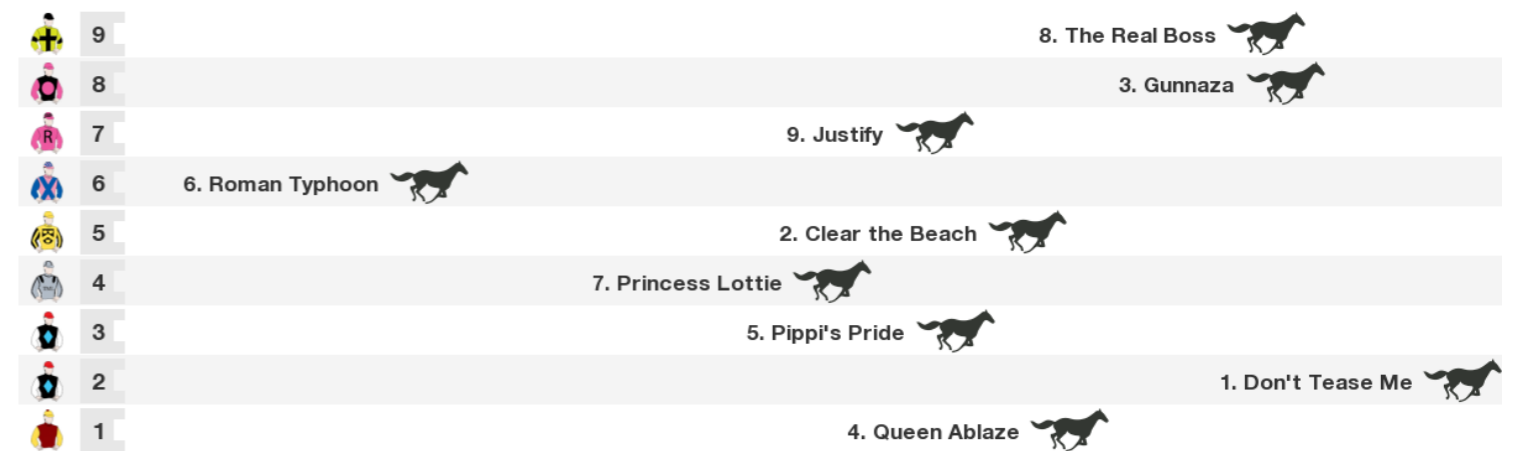 9 8. The Real Boss
8 3. Gunnaza
R 7 9. Justify
6 6. Roman Typhoon
5 2. Clear the Beach
4 7. Princess Lottie
3 5. Pippi's Pride
2 1. Don't Tease Me
1 4. Queen Ablaze